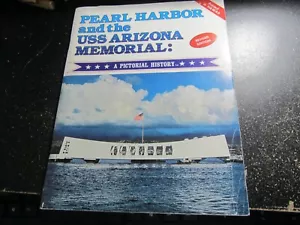 PEARL HARBOR
and the
USS ARIZONA
MEMORIAL:
A PICTORIAL HISTORY...